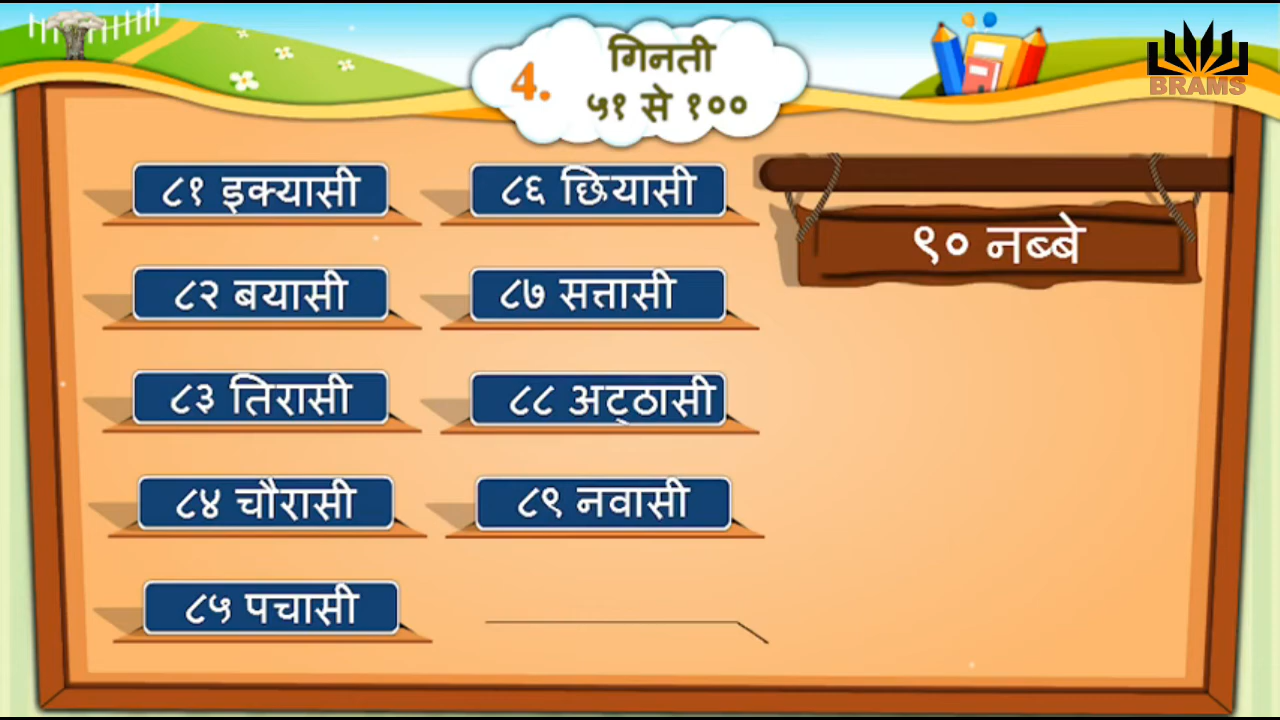 4.
गिनती
५१ से १००
BRAMS
८१ इक्यासी
८२ बयासी
८३ तिरासी
८४ चौरासी
८५ पचासी
८६ छियासी
८७ सत्तासी
८८ अट्ठासी
८९ नवासी
९० नब्बे